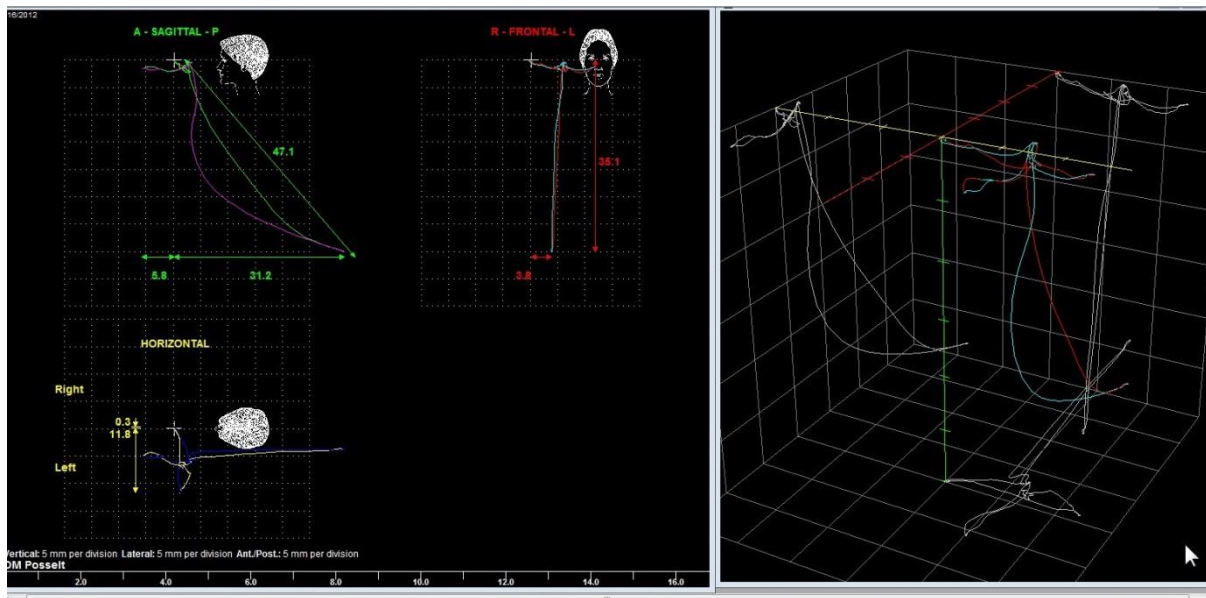 16/2012
A - SAGITTAL - P
R - FRONTAL - L
47.1
35.1
5.8
31.2
3.8
HORIZONTAL
Right
0.3
11.8
Left
Vertical: 5 mm per division Lateral: 5 mm per division Ant./Post.: 5 mm per division
OM Posselt
2.0 4.0 6.0 8.0 10.0 12.0 14.0 16.0